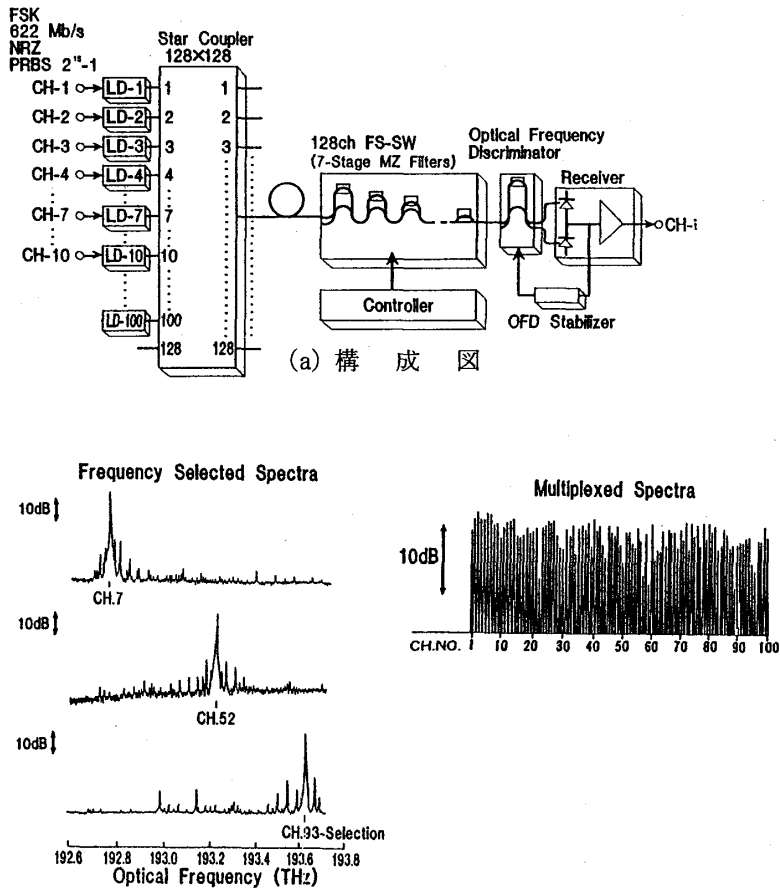 FSK
622 Mb/s
NRZ
PRBS 2¹⁵-1
Star Coupler
128×128
CH-1 LD-1 1 1
CH-2 LD-2 2 2
CH-3 LD-3 3 3
CH-4 LD-4 4
CH-7 LD-7 7
CH-10 LD-10 10
LD-100 100
128 128
128ch FS-SW
(7-Stage MZ Filters)
Controller
Optical Frequency
Discriminator
Receiver
CH-i
OFD Stabilizer
(a) 構 成 図
Frequency Selected Spectra
10dB
CH.7
10dB
CH.52
10dB
CH.93-Selection
192.6 192.8 193.0 193.2 193.4 193.6 193.8
Optical Frequency (THz)
Multiplexed Spectra
10dB
CH.NO. 1 10 20 30 40 50 60 70 80 90 100